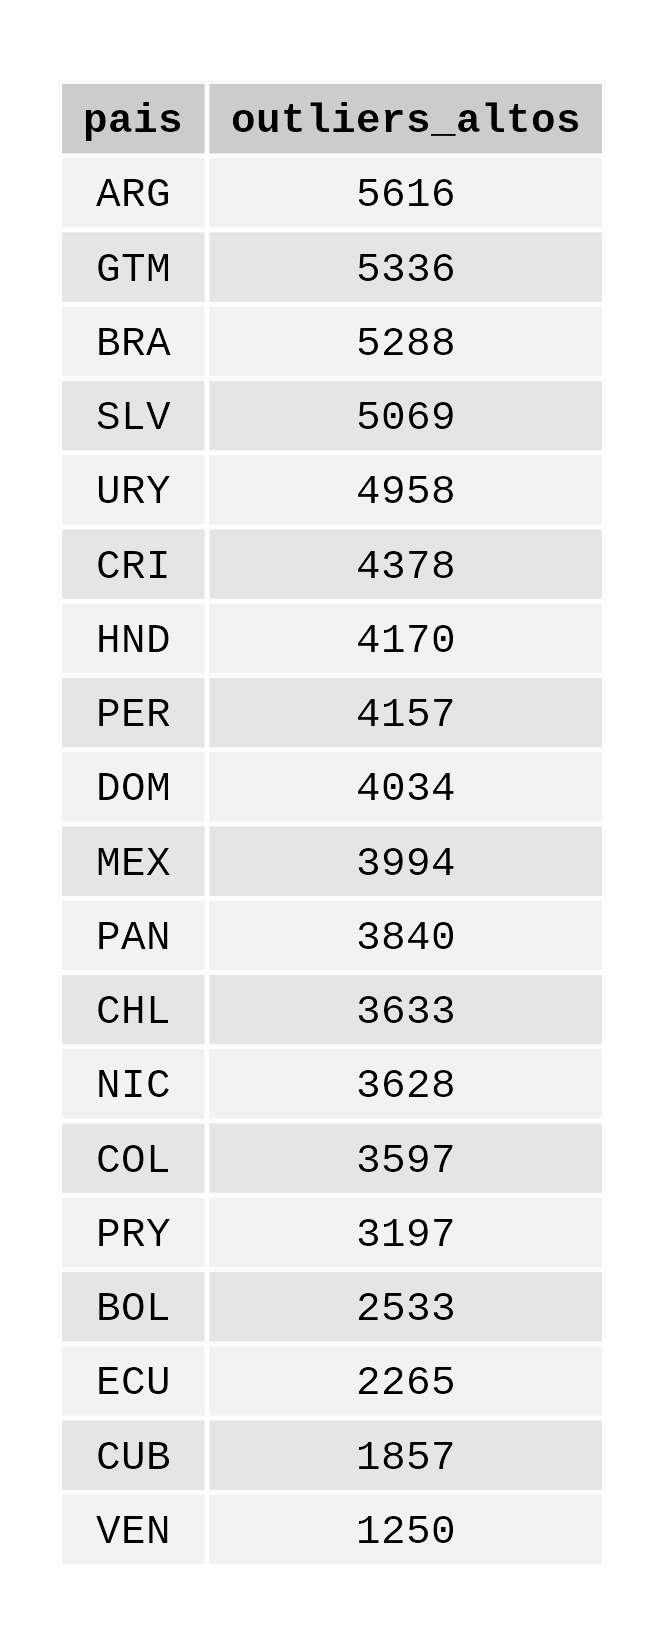 pais outliers_altos
ARG 5616
GTM 5336
BRA 5288
SLV 5069
URY 4958
CRI 4378
HND 4170
PER 4157
DOM 4034
MEX 3994
PAN 3840
CHL 3633
NIC 3628
COL 3597
PRY 3197
BOL 2533
ECU 2265
CUB 1857
VEN 1250